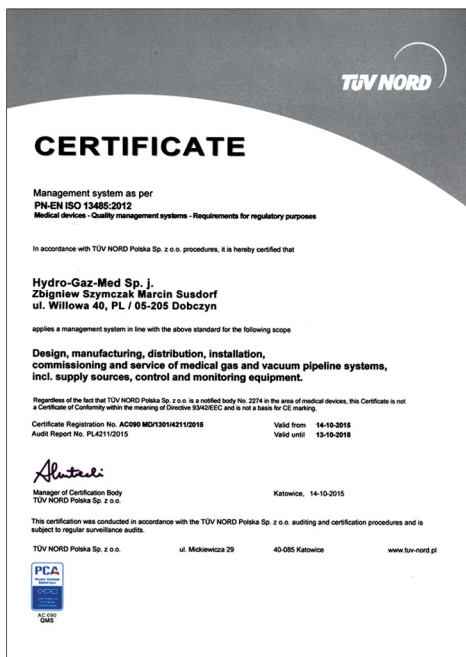 TÜV NORD
CERTIFICATE
Management system as per
PN-EN ISO 13485:2012
Medical devices - Quality management systems - Requirements for regulatory purposes
In accordance with TÜV NORD Polska Sp. z o.o. procedures, it is hereby certified that
Hydro-Gaz-Med Sp. j.
Zbigniew Szymczak Marcin Susdorf
ul. Willowa 40, PL / 05-205 Dobczyn
applies a management system in line with the above standard for the following scope
Design, manufacturing, distribution, installation,
commissioning and service of medical gas and vacuum pipeline systems,
incl. supply sources, control and monitoring equipment.
Regardless of the fact that TÜV NORD Polska Sp. z o.o. is a notified body No. 2274 in the area of medical devices, this Certificate is not
a Certificate of Conformity within the meaning of Directive 93/42/EEC and is not a basis for CE marking.
Certificate Registration No. AC090 MD/1301/4211/2015 Valid from 14-10-2015
Audit Report No. PL4211/2015 Valid until 13-10-2018
Manager of Certification Body Katowice, 14-10-2015
TÜV NORD Polska Sp. z o.o.
This certification was conducted in accordance with the TÜV NORD Polska Sp. z o.o. auditing and certification procedures and is
subject to regular surveillance audits.
TÜV NORD Polska Sp. z o.o. ul. Mickiewicza 29 40-085 Katowice www.tuv-nord.pl
PCA
AC 090
QMS